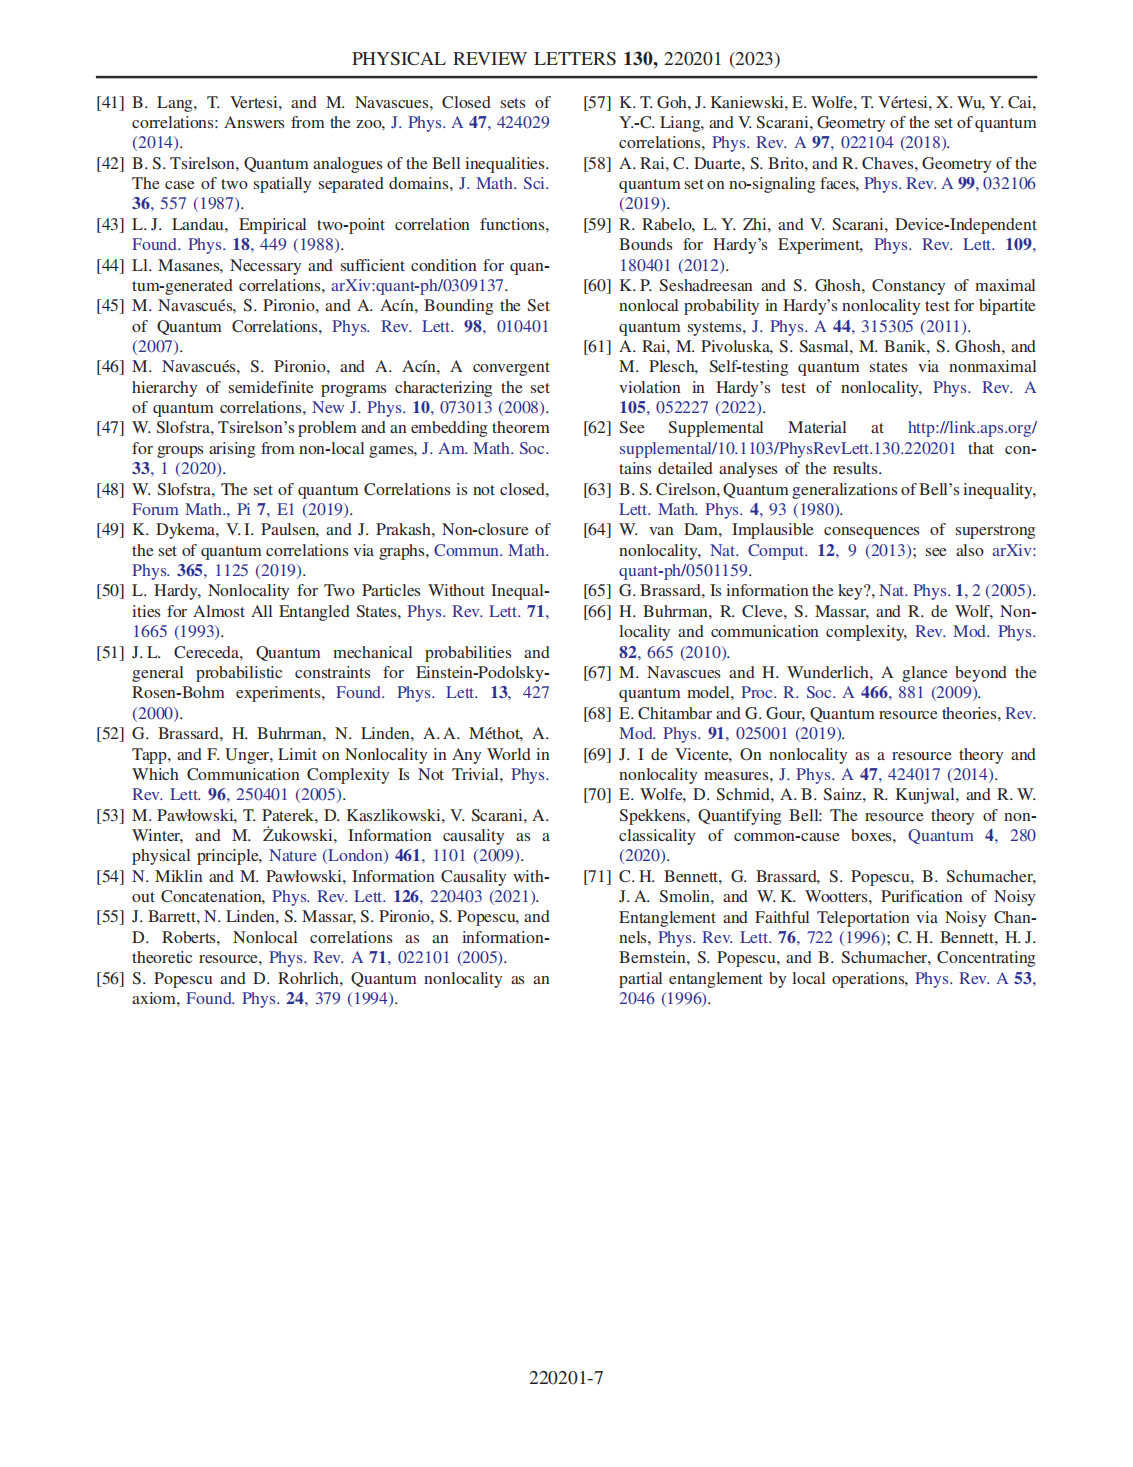 PHYSICAL REVIEW LETTERS 130, 220201 (2023)
[41] B. Lang, T. Vertesi, and M. Navascues, Closed sets of
correlations: Answers from the zoo, J. Phys. A 47, 424029
(2014).
[42] B. S. Tsirelson, Quantum analogues of the Bell inequalities.
The case of two spatially separated domains, J. Math. Sci.
36, 557 (1987).
[43] L. J. Landau, Empirical two-point correlation functions,
Found. Phys. 18, 449 (1988).
[44] Ll. Masanes, Necessary and sufficient condition for quan-
tum-generated correlations, arXiv:quant-ph/0309137.
[45] M. Navascués, S. Pironio, and A. Acín, Bounding the Set
of Quantum Correlations, Phys. Rev. Lett. 98, 010401
(2007).
[46] M. Navascués, S. Pironio, and A. Acín, A convergent
hierarchy of semidefinite programs characterizing the set
of quantum correlations, New J. Phys. 10, 073013 (2008).
[47] W. Slofstra, Tsirelson's problem and an embedding theorem
for groups arising from non-local games, J. Am. Math. Soc.
33, 1 (2020).
[48] W. Slofstra, The set of quantum Correlations is not closed,
Forum Math., Pi 7, E1 (2019).
[49] K. Dykema, V. I. Paulsen, and J. Prakash, Non-closure of
the set of quantum correlations via graphs, Commun. Math.
Phys. 365, 1125 (2019).
[50] L. Hardy, Nonlocality for Two Particles Without Inequal-
ities for Almost All Entangled States, Phys. Rev. Lett. 71,
1665 (1993).
[51] J. L. Cereceda, Quantum mechanical probabilities and
general probabilistic constraints for Einstein-Podolsky-
Rosen-Bohm experiments, Found. Phys. Lett. 13, 427
(2000).
[52] G. Brassard, H. Buhrman, N. Linden, A. A. Méthot, A.
Tapp, and F. Unger, Limit on Nonlocality in Any World in
Which Communication Complexity Is Not Trivial, Phys.
Rev. Lett. 96, 250401 (2005).
[53] M. Pawłowski, T. Paterek, D. Kaszlikowski, V. Scarani, A.
Winter, and M. Żukowski, Information causality as a
physical principle, Nature (London) 461, 1101 (2009).
[54] N. Miklin and M. Pawłowski, Information Causality with-
out Concatenation, Phys. Rev. Lett. 126, 220403 (2021).
[55] J. Barrett, N. Linden, S. Massar, S. Pironio, S. Popescu, and
D. Roberts, Nonlocal correlations as an information-
theoretic resource, Phys. Rev. A 71, 022101 (2005).
[56] S. Popescu and D. Rohrlich, Quantum nonlocality as an
axiom, Found. Phys. 24, 379 (1994).
[57] K. T. Goh, J. Kaniewski, E. Wolfe, T. Vértesi, X. Wu, Y. Cai,
Y.-C. Liang, and V. Scarani, Geometry of the set of quantum
correlations, Phys. Rev. A 97, 022104 (2018).
[58] A. Rai, C. Duarte, S. Brito, and R. Chaves, Geometry of the
quantum set on no-signaling faces, Phys. Rev. A 99, 032106
(2019).
[59] R. Rabelo, L. Y. Zhi, and V. Scarani, Device-Independent
Bounds for Hardy's Experiment, Phys. Rev. Lett. 109,
180401 (2012).
[60] K. P. Seshadreesan and S. Ghosh, Constancy of maximal
nonlocal probability in Hardy's nonlocality test for bipartite
quantum systems, J. Phys. A 44, 315305 (2011).
[61] A. Rai, M. Pivoluska, S. Sasmal, M. Banik, S. Ghosh, and
M. Plesch, Self-testing quantum states via nonmaximal
violation in Hardy's test of nonlocality, Phys. Rev. A
105, 052227 (2022).
[62] See Supplemental Material at http://link.aps.org/
supplemental/10.1103/PhysRevLett.130.220201 that con-
tains detailed analyses of the results.
[63] B. S. Cirelson, Quantum generalizations of Bell's inequality,
Lett. Math. Phys. 4, 93 (1980).
[64] W. van Dam, Implausible consequences of superstrong
nonlocality, Nat. Comput. 12, 9 (2013); see also arXiv:
quant-ph/0501159.
[65] G. Brassard, Is information the key?, Nat. Phys. 1, 2 (2005).
[66] H. Buhrman, R. Cleve, S. Massar, and R. de Wolf, Non-
locality and communication complexity, Rev. Mod. Phys.
82, 665 (2010).
[67] M. Navascues and H. Wunderlich, A glance beyond the
quantum model, Proc. R. Soc. A 466, 881 (2009).
[68] E. Chitambar and G. Gour, Quantum resource theories, Rev.
Mod. Phys. 91, 025001 (2019).
[69] J. I de Vicente, On nonlocality as a resource theory and
nonlocality measures, J. Phys. A 47, 424017 (2014).
[70] E. Wolfe, D. Schmid, A. B. Sainz, R. Kunjwal, and R. W.
Spekkens, Quantifying Bell: The resource theory of non-
classicality of common-cause boxes, Quantum 4, 280
(2020).
[71] C. H. Bennett, G. Brassard, S. Popescu, B. Schumacher,
J. A. Smolin, and W. K. Wootters, Purification of Noisy
Entanglement and Faithful Teleportation via Noisy Chan-
nels, Phys. Rev. Lett. 76, 722 (1996); C. H. Bennett, H. J.
Bernstein, S. Popescu, and B. Schumacher, Concentrating
partial entanglement by local operations, Phys. Rev. A 53,
2046 (1996).
220201-7